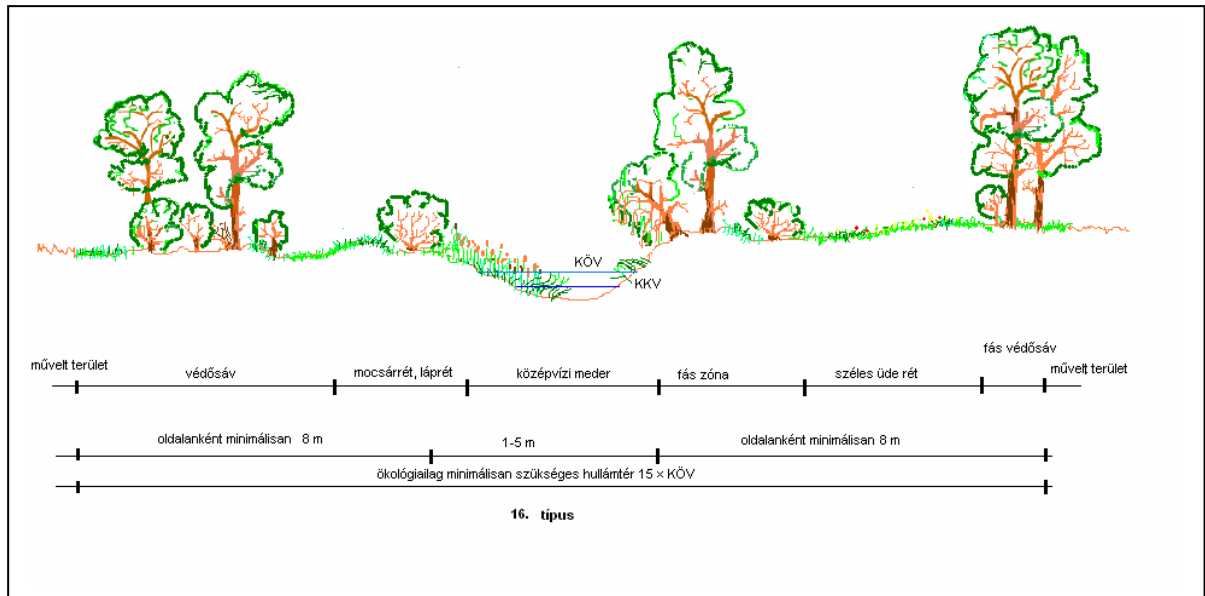 KÖV
KKV
művelt terület
védősáv
mocsárrét, láprét
középvízi meder
fás zóna
széles üde rét
fás védősáv
művelt terület
oldalanként minimálisan 8 m
1-5 m
oldalanként minimálisan 8 m
ökológiailag minimálisan szükséges hullámtér 15 × KÖV
16. típus